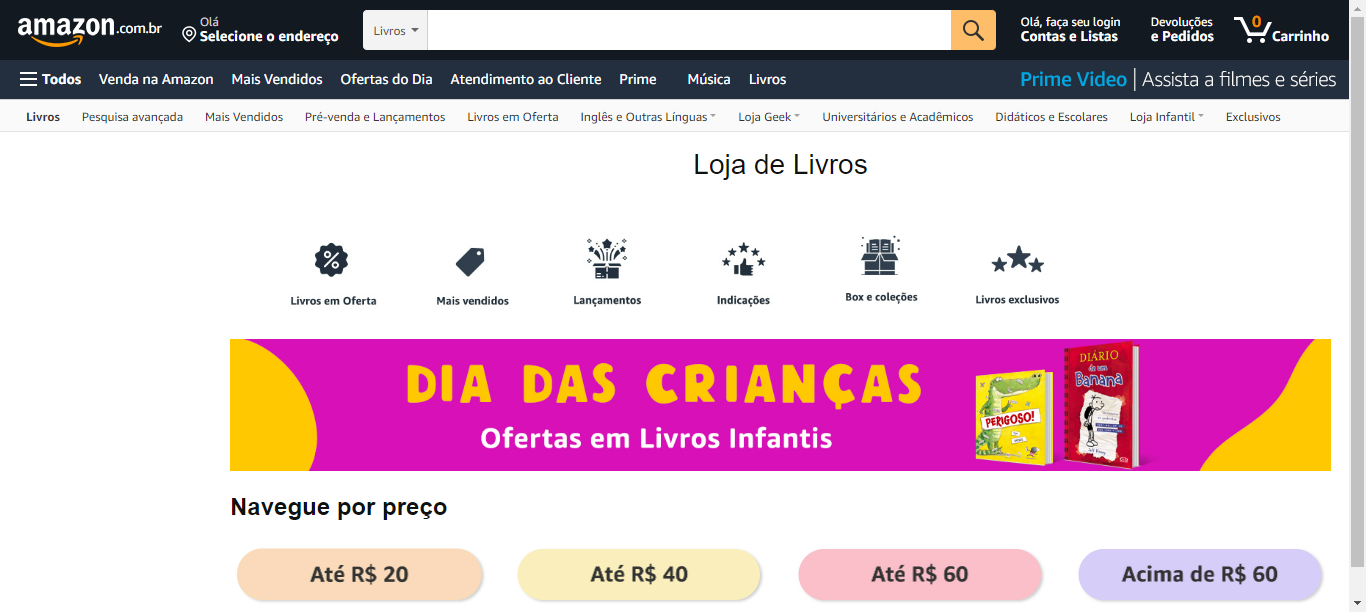 amazon.com.br
Olá
Selecione o endereço
Livros
Olá, faça seu login
Contas e Listas
Devoluções
e Pedidos
0
Carrinho
Todos
Venda na Amazon
Mais Vendidos
Ofertas do Dia
Atendimento ao Cliente
Prime
Música
Livros
Prime Video | Assista a filmes e séries
Livros
Pesquisa avançada
Mais Vendidos
Pré-venda e Lançamentos
Livros em Oferta
Inglês e Outras Línguas
Loja Geek
Universitários e Acadêmicos
Didáticos e Escolares
Loja Infantil
Exclusivos
Loja de Livros
%
Livros em Oferta
Mais vendidos
Lançamentos
Indicações
Box e coleções
Livros exclusivos
DIA DAS CRIANÇAS
Ofertas em Livros Infantis
PERIGOSO!
DIÁRIO
de um
Banana
Navegue por preço
Até R$ 20
Até R$ 40
Até R$ 60
Acima de R$ 60